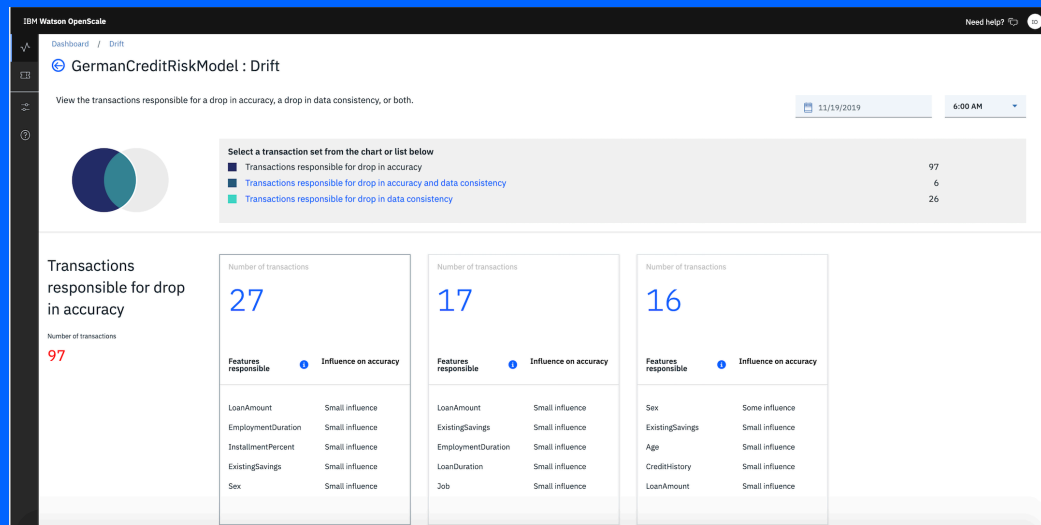 IBM Watson OpenScale
Need help?
Dashboard / Drift
GermanCreditRiskModel : Drift
View the transactions responsible for a drop in accuracy, a drop in data consistency, or both.
11/19/2019
6:00 AM
Select a transaction set from the chart or list below
Transactions responsible for drop in accuracy 97
Transactions responsible for drop in accuracy and data consistency 6
Transactions responsible for drop in data consistency 26
Transactions
responsible for drop
in accuracy
Number of transactions
97
Number of transactions
27
Features
responsible
Influence on accuracy
LoanAmount Small influence
EmploymentDuration Small influence
InstallmentPercent Small influence
ExistingSavings Small influence
Sex Small influence
Number of transactions
17
Features
responsible
Influence on accuracy
LoanAmount Small influence
ExistingSavings Small influence
EmploymentDuration Small influence
LoanDuration Small influence
Job Small influence
Number of transactions
16
Features
responsible
Influence on accuracy
Sex Some influence
ExistingSavings Small influence
Age Small influence
CreditHistory Small influence
LoanAmount Small influence